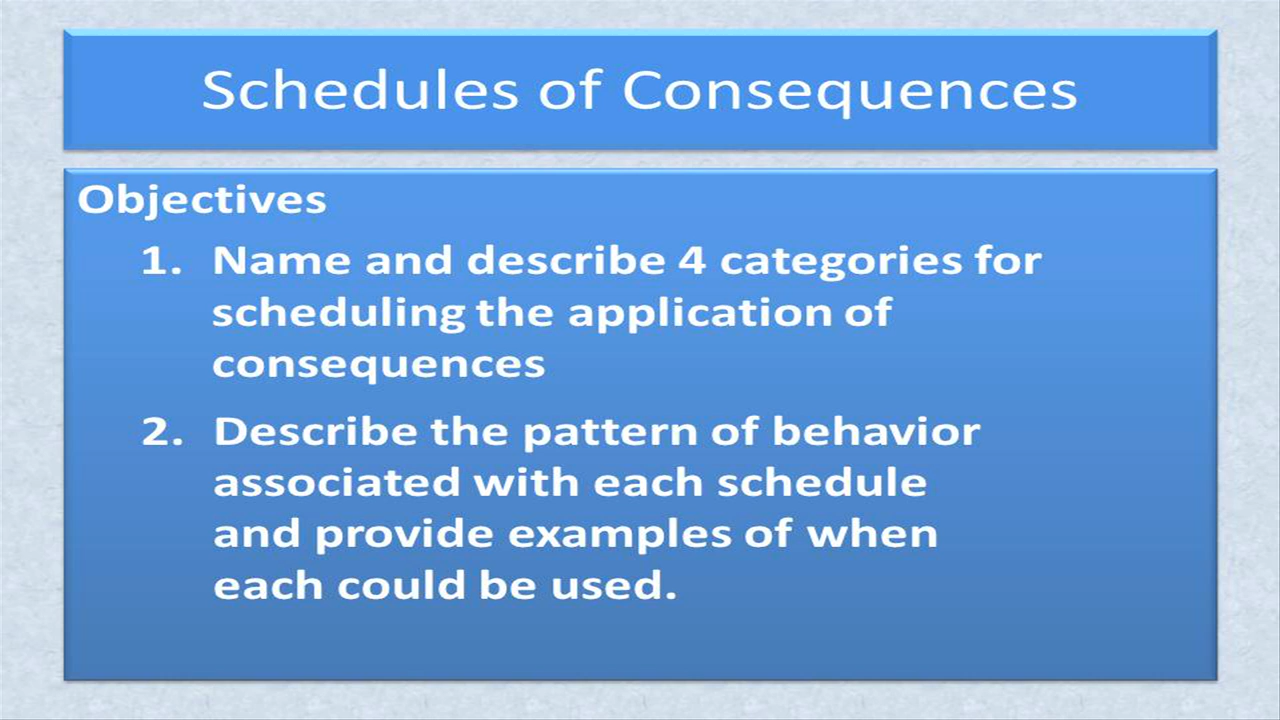 Schedules of Consequences
Objectives
1. Name and describe 4 categories for
scheduling the application of
consequences
2. Describe the pattern of behavior
associated with each schedule
and provide examples of when
each could be used.